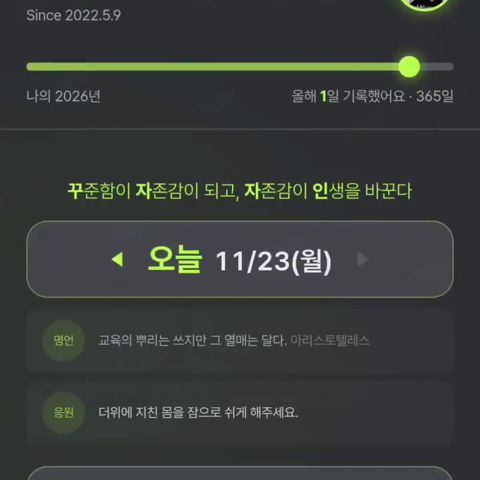 Since 2022.5.9
나의 2026년
올해 1일 기록했어요 · 365일
꾸준함이 자존감이 되고, 자존감이 인생을 바꾼다
오늘 11/23(월)
명언
교육의 뿌리는 쓰지만 그 열매는 달다. 아리스토텔레스
응원
더위에 지친 몸을 잠으로 쉬게 해주세요.